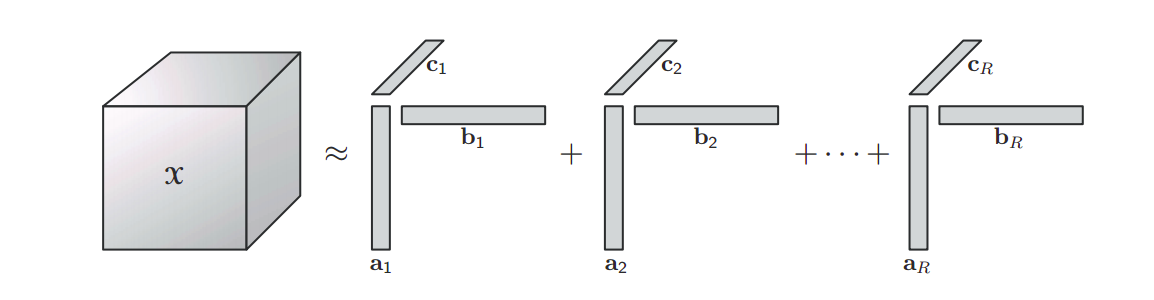 c₁ c₂ c_R
b₁ b₂ b_R
𝒳 ≈ + +···+
a₁ a₂ a_R